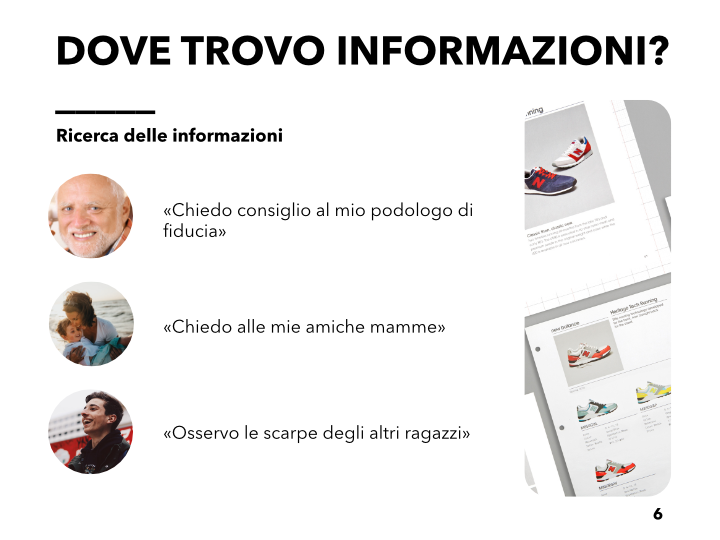 DOVE TROVO INFORMAZIONI?
Ricerca delle informazioni
«Chiedo consiglio al mio podologo di
fiducia»
«Chiedo alle mie amiche mamme»
«Osservo le scarpe degli altri ragazzi»
new balance
Heritage Tech Running
6